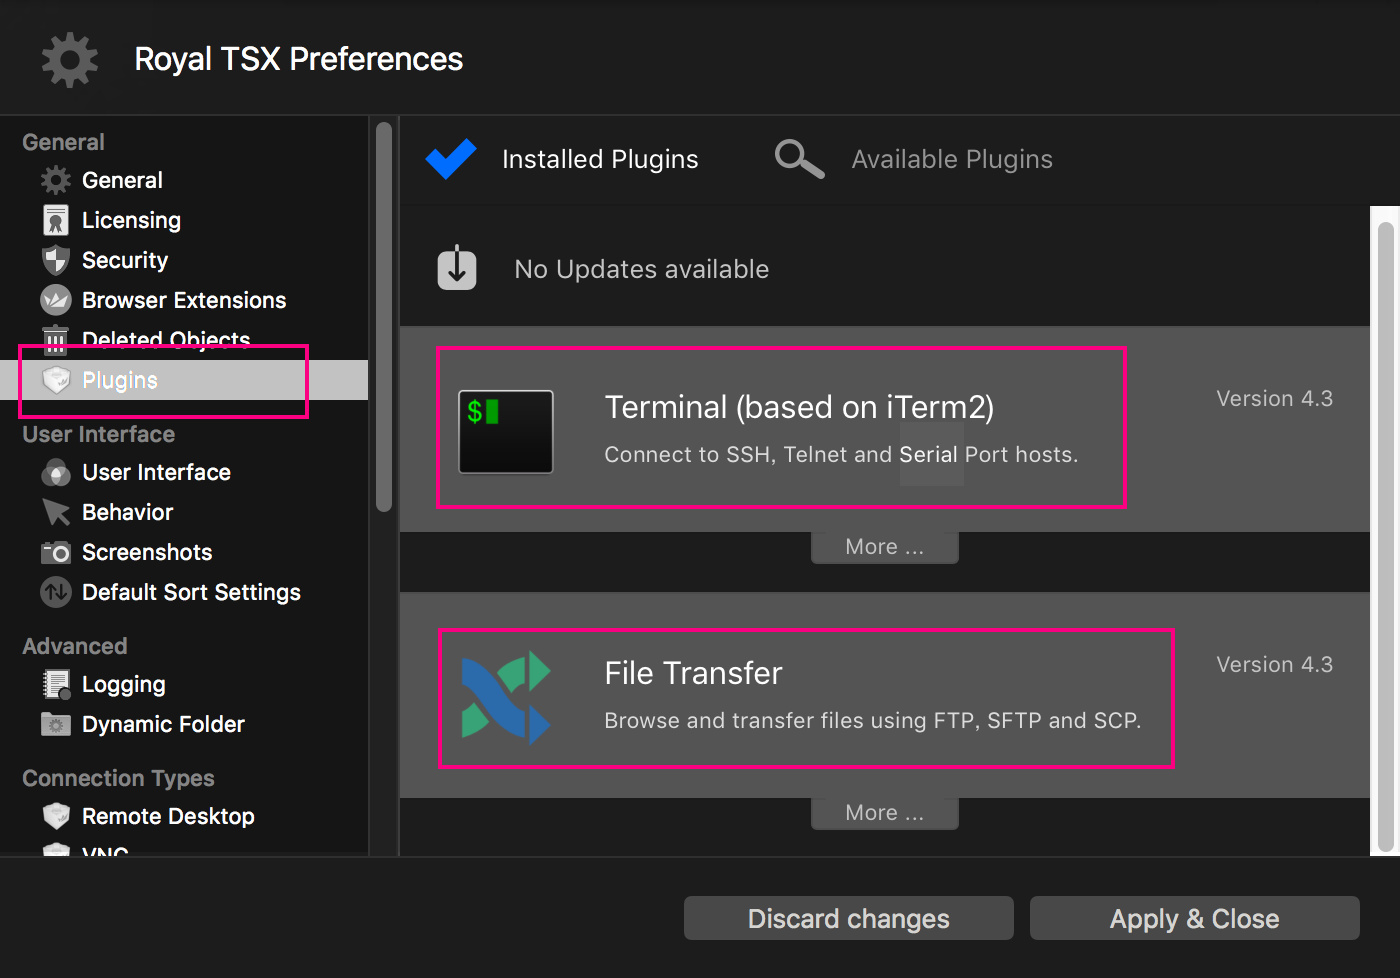 Royal TSX Preferences
General
General
Licensing
Security
Browser Extensions
Deleted Objects
Plugins
User Interface
User Interface
Behavior
Screenshots
Default Sort Settings
Advanced
Logging
Dynamic Folder
Connection Types
Remote Desktop
VNC
Installed Plugins
Available Plugins
No Updates available
$
Terminal (based on iTerm2)
Version 4.3
Connect to SSH, Telnet and Serial Port hosts.
More ...
File Transfer
Version 4.3
Browse and transfer files using FTP, SFTP and SCP.
More ...
Discard changes
Apply & Close